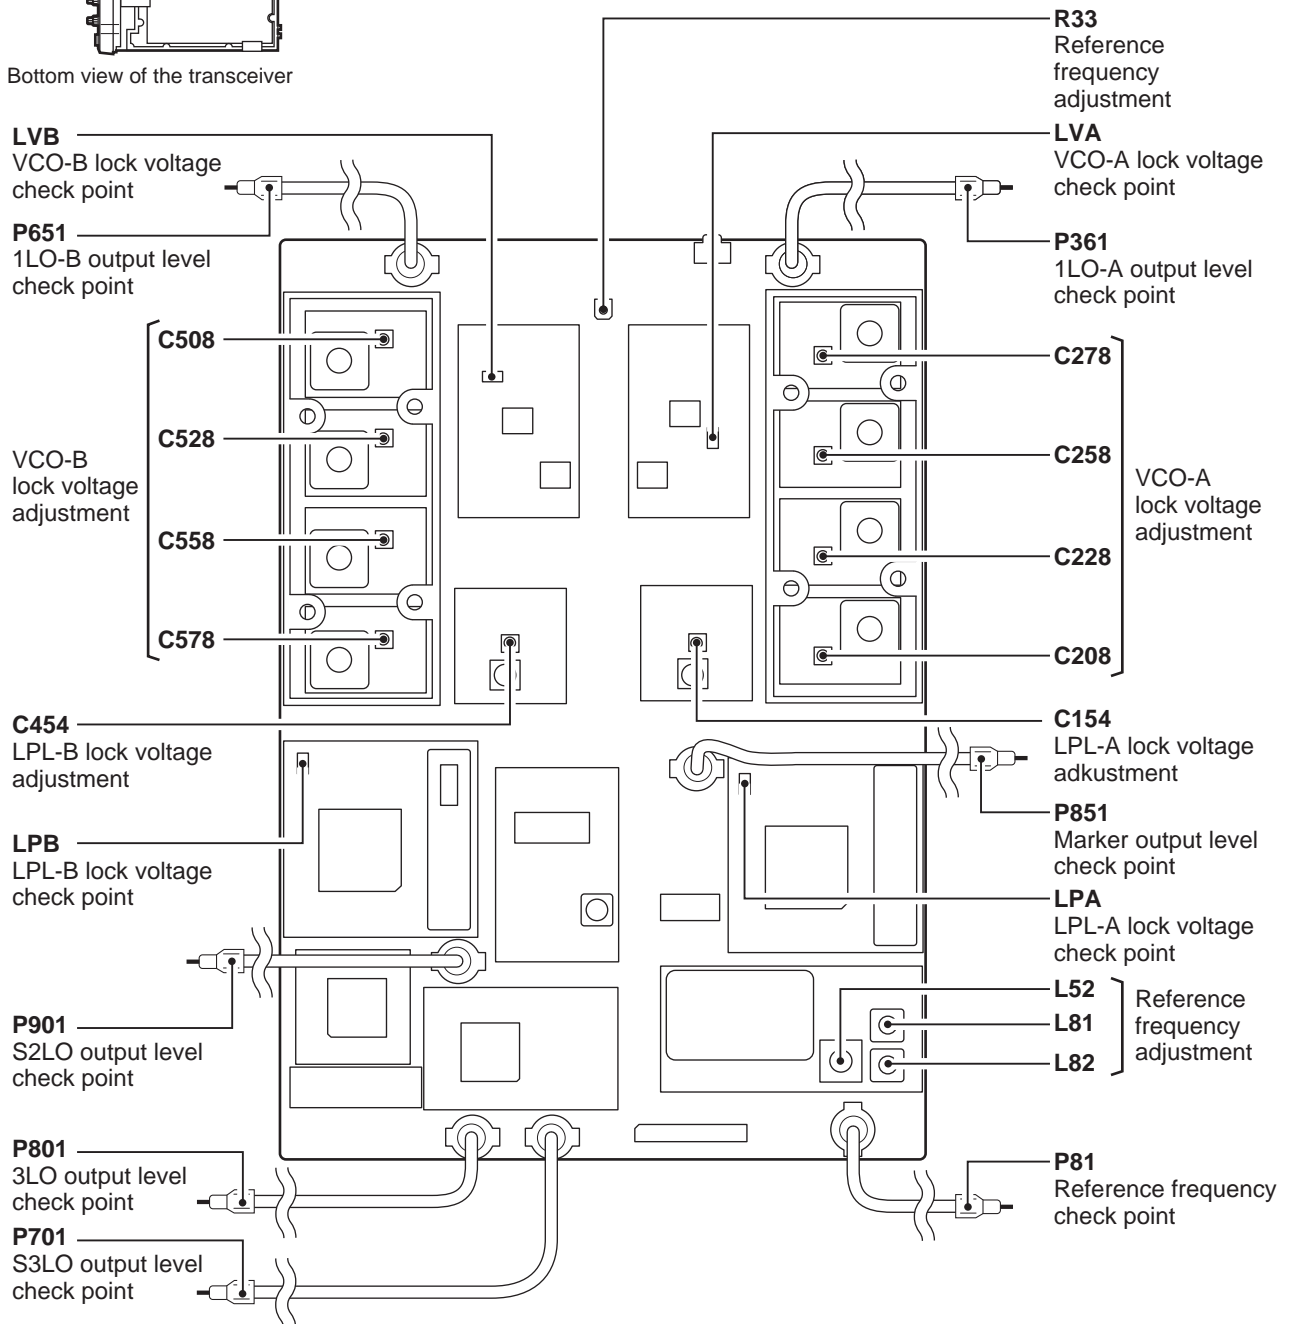 Bottom view of the transceiver
LVB
VCO-B lock voltage
check point
P651
1LO-B output level
check point
C508
C528
VCO-B
lock voltage
adjustment
C558
C578
C454
LPL-B lock voltage
adjustment
LPB
LPL-B lock voltage
check point
P901
S2LO output level
check point
P801
3LO output level
check point
P701
S3LO output level
check point
R33
Reference
frequency
adjustment
LVA
VCO-A lock voltage
check point
P361
1LO-A output level
check point
C278
C258
VCO-A
lock voltage
adjustment
C228
C208
C154
LPL-A lock voltage
adkustment
P851
Marker output level
check point
LPA
LPL-A lock voltage
check point
L52
L81
L82
Reference
frequency
adjustment
P81
Reference frequency
check point